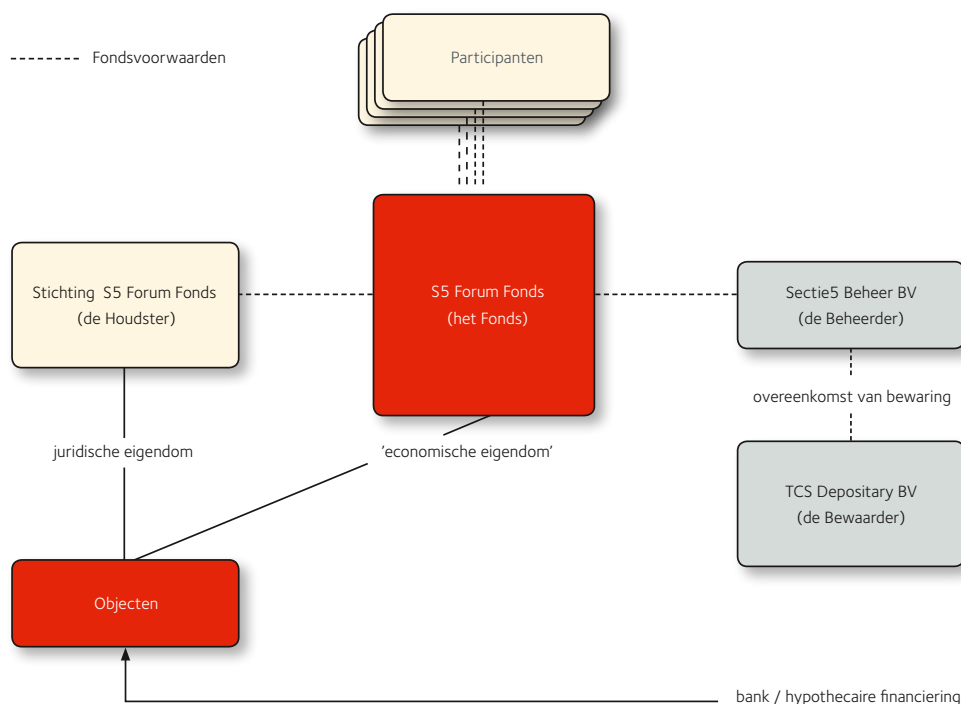 Fondsvoorwaarden
Participanten
Stichting S5 Forum Fonds
(de Houdster)
S5 Forum Fonds
(het Fonds)
Sectie5 Beheer BV
(de Beheerder)
overeenkomst van bewaring
juridische eigendom
'economische eigendom'
TCS Depositary BV
(de Bewaarder)
Objecten
bank / hypothecaire financiering